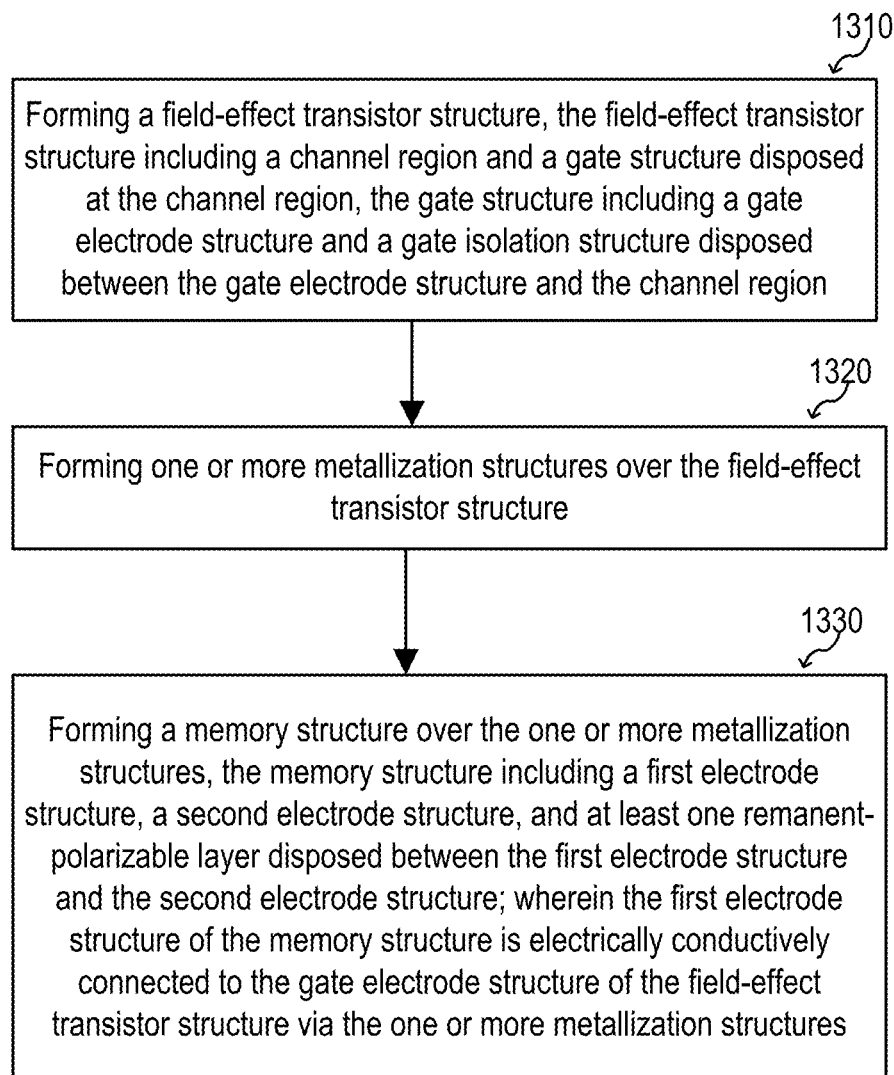 1310
Forming a field-effect transistor structure, the field-effect transistor
structure including a channel region and a gate structure disposed
at the channel region, the gate structure including a gate
electrode structure and a gate isolation structure disposed
between the gate electrode structure and the channel region
1320
Forming one or more metallization structures over the field-effect
transistor structure
1330
Forming a memory structure over the one or more metallization
structures, the memory structure including a first electrode
structure, a second electrode structure, and at least one remanent-
polarizable layer disposed between the first electrode structure
and the second electrode structure; wherein the first electrode
structure of the memory structure is electrically conductively
connected to the gate electrode structure of the field-effect
transistor structure via the one or more metallization structures